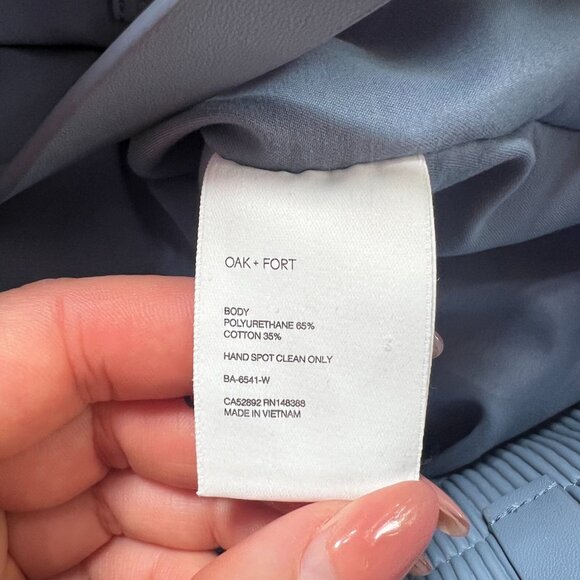 OAK + FORT
BODY
POLYURETHANE 65%
COTTON 35%
HAND SPOT CLEAN ONLY
BA-6541-W
CA52892 RN148388
MADE IN VIETNAM